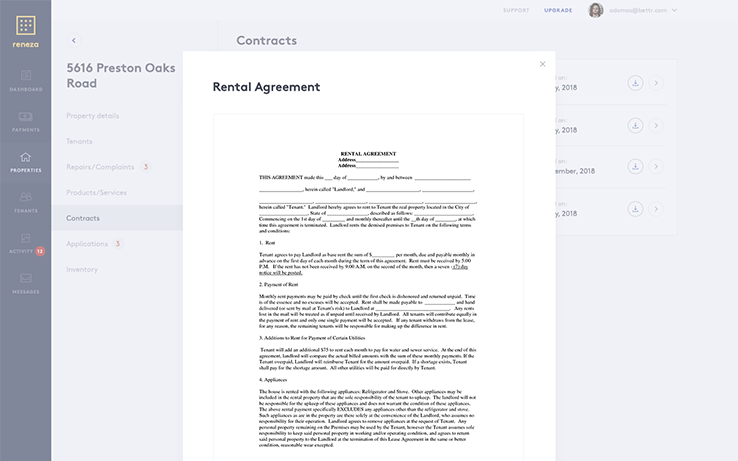 reneza
DASHBOARD
PAYMENTS
PROPERTIES
TENANTS
ACTIVITY 12
MESSAGES
SUPPORT UPGRADE
5616 Preston Oaks
Road
Property details
Tenants
Repairs/Complaints 3
Products/Services
Contracts
Applications 3
Inventory
Contracts
Rental Agreement
RENTAL AGREEMENT
Address
Address
THIS AGREEMENT made this ___ day of __________, by and between __________________
______________, herein called "Landlord," and __________________, ________________,
herein called "Tenant." Landlord hereby agrees to rent to Tenant the real property located in the City of
________________, State of ______________, described as follows: ________________.
Commencing on the 1st day of ________ and monthly thereafter until the __th day of ________, at which
time this agreement is terminated. Landlord rents the demised premises to Tenant on the following terms
and conditions:
1. Rent
Tenant agrees to pay Landlord as base rent the sum of $________ per month, due and payable monthly in
advance on the first day of each month during the term of this agreement. Rent must be received by 5:00
P.M. If the rent has not been received by 9:00 A.M. on the second of the month, then a seven -(7) day
notice will be posted.
2. Payment of Rent
Monthly rent payments may be paid by check until the first check is dishonored and returned unpaid. Time
is of the essence and no excuses will be accepted. Rent shall be made payable to __________ and hand
delivered (or sent by mail at Tenant's risk) to Landlord at ________________________. Any rents
lost in the mail will be treated as if unpaid until received by Landlord. All tenants will contribute equally in
the payment of rent and only one single payment will be accepted. If any tenant withdraws from the lease,
for any reason, the remaining tenants will be responsible for making up the difference in rent.
3. Additions to Rent for Payment of Certain Utilities
Tenant will add an additional $75 to rent each month to pay for water and sewer service. At the end of this
agreement, Landlord will compare the actual billed amounts with the sum of these monthly payments. If the
Tenant overpaid, Landlord will reimburse Tenant for the amount overpaid. If a shortage exists, Tenant
shall pay for the shortage amount. All other utilities will be paid for directly by Tenant.
4. Appliances
The house is rented with the following appliances: Refrigerator and Stove. Other appliances may be
included in the rental property that are the sole responsibility of the tenant to upkeep. The landlord will not
be responsible for the upkeep of these appliances and does not warrant the condition of these appliances.
The above rental payment specifically EXCLUDES any appliances other than the refrigerator and stove.
Such appliances as are in the property are there solely at the convenience of the Landlord, who assumes no
responsibility for their operation. Landlord agrees to remove appliances at the request of Tenant. Any
personal property remaining on the Premises may be used by the Tenant, however the Tenant assumes sole
responsibility to keep said personal property in working and/or operating condition, and agrees to return
said personal property to the Landlord at the termination of this Lease Agreement in the same or better
condition, reasonable wear excepted.
on:
y, 2018
on:
y, 2018
on:
ember, 2018
on:
y, 2018